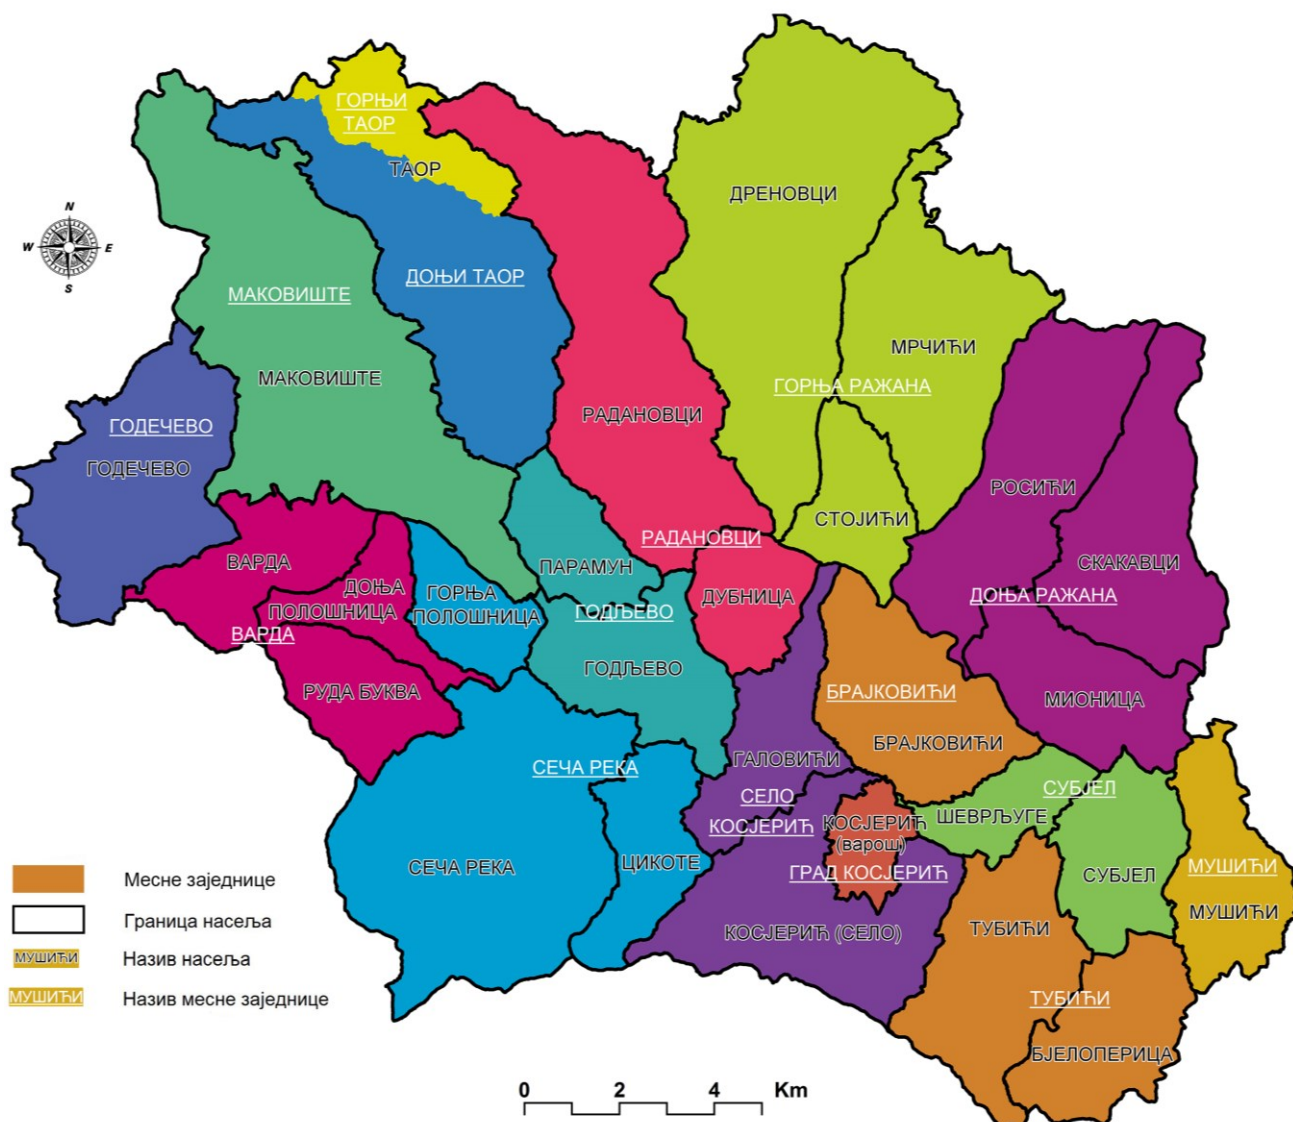 ГОРЊИ
ТАОР
ТАОР
ДРЕНОВЦИ
N
W
E
S
ДОЊИ ТАОР
МАКОВИШТЕ
МРЧИЋИ
МАКОВИШТЕ
ГОРЊА РАЖАНА
РАДАНОВЦИ
ГОДЕЧЕВО
ГОДЕЧЕВО
РОСИЋИ
СТОЈИЋИ
РАДАНОВЦИ
ВАРДА
ПАРАМУН
СКАКАВЦИ
ДОЊА
ПОЛОШНИЦА
ГОРЊА
ПОЛОШНИЦА
ДУБНИЦА
ДОЊА РАЖАНА
ГОДЉЕВО
ВАРДА
ГОДЉЕВО
РУДА БУКВА
БРАЈКОВИЋИ
МИОНИЦА
БРАЈКОВИЋИ
ГАЛОВИЋИ
СЕЧА РЕКА
СУБЈЕЛ
СЕЛО
КОСЈЕРИЋ
КОСЈЕРИЋ
(варош)
ШЕВРЉУГЕ
ЦИКОТЕ
СЕЧА РЕКА
ГРАД КОСЈЕРИЋ
СУБЈЕЛ
МУШИЋИ
МУШИЋИ
КОСЈЕРИЋ (СЕЛО)
ТУБИЋИ
ТУБИЋИ
БЈЕЛОПЕРИЦА
Месне заједнице
Граница насеља
МУШИЋИ Назив насеља
МУШИЋИ Назив месне заједнице
0 2 4 Km